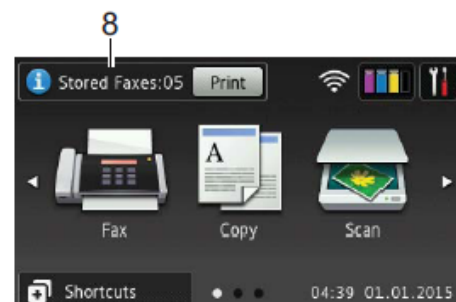 8
Stored Faxes:05 Print
A
Fax Copy Scan
Shortcuts 04:39 01.01.2015